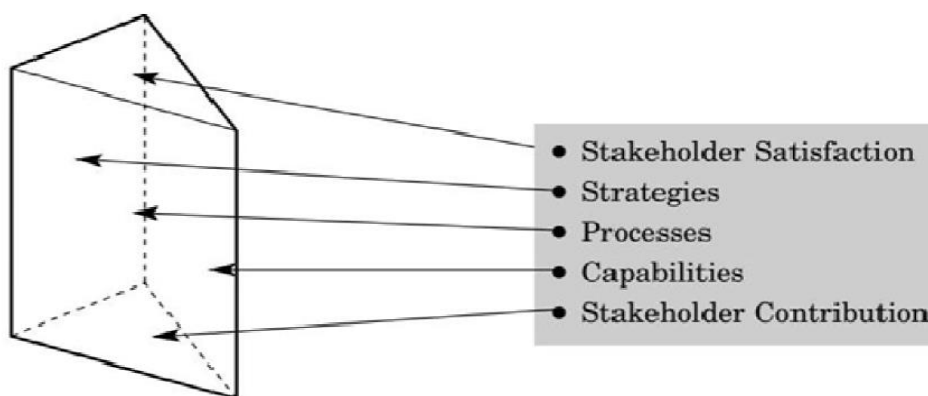 • Stakeholder Satisfaction
• Strategies
• Processes
• Capabilities
• Stakeholder Contribution